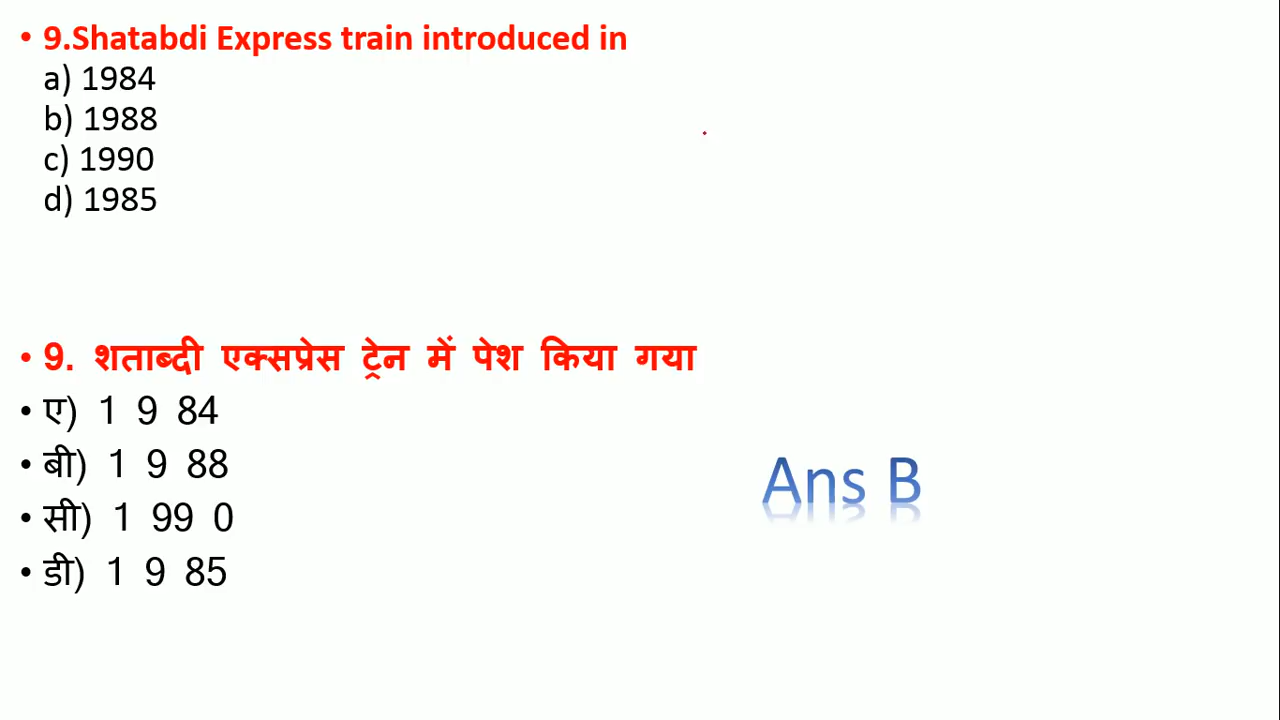 • 9.Shatabdi Express train introduced in
a) 1984
b) 1988
c) 1990
d) 1985
• 9. शताब्दी एक्सप्रेस ट्रेन में पेश किया गया
• ए) 1 9 84
• बी) 1 9 88
• सी) 1 99 0
• डी) 1 9 85
Ans B